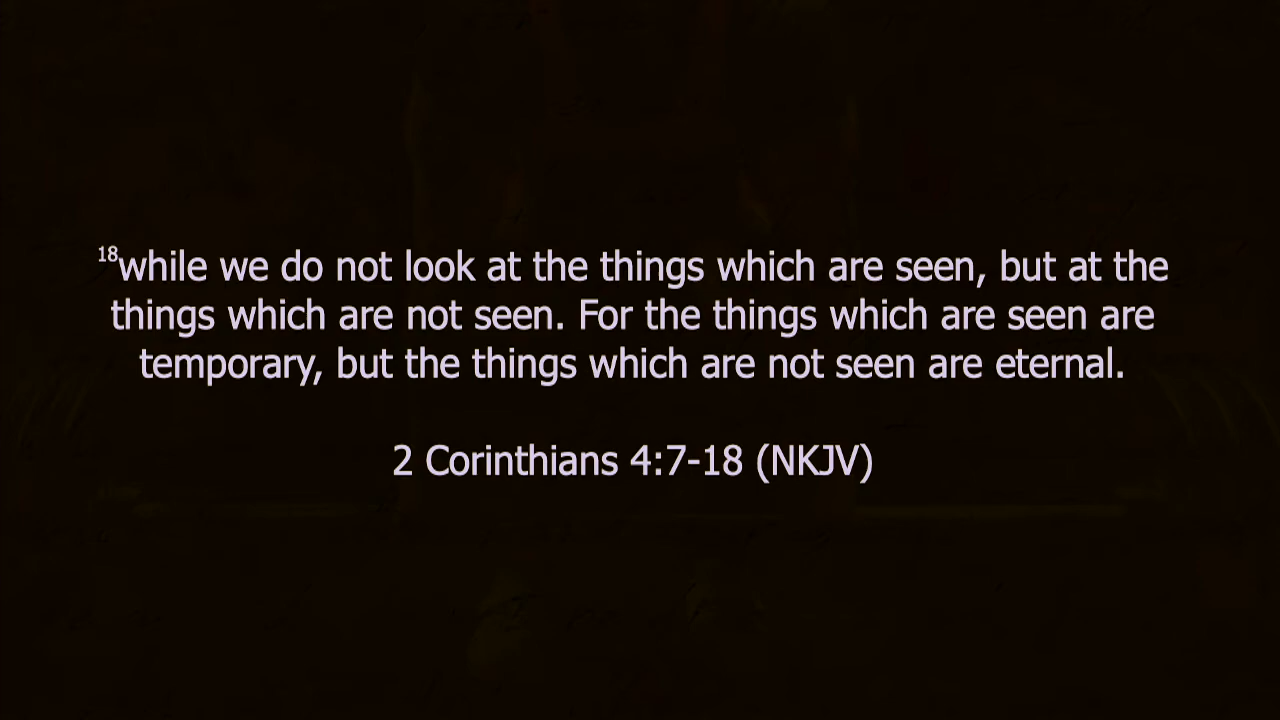 18while we do not look at the things which are seen, but at the
things which are not seen. For the things which are seen are
temporary, but the things which are not seen are eternal.
2 Corinthians 4:7-18 (NKJV)